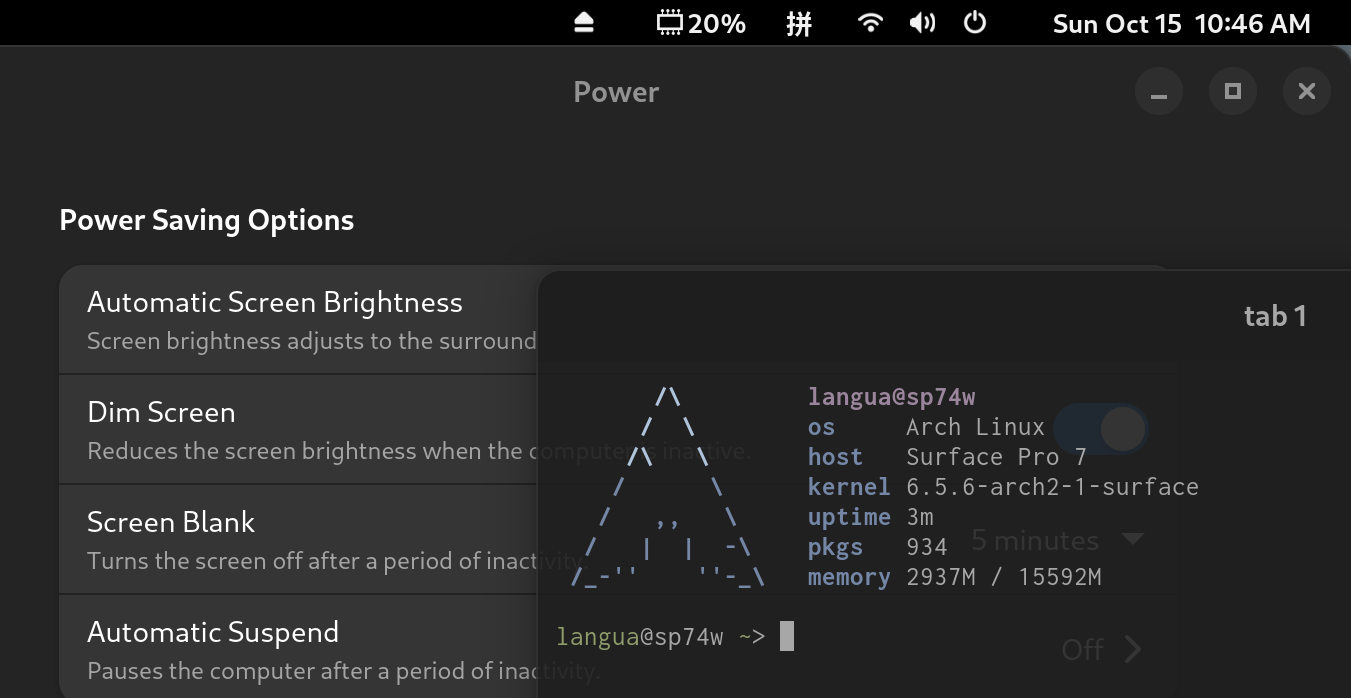 20% 拼 Sun Oct 15 10:46 AM
Power
Power Saving Options
Automatic Screen Brightness
Screen brightness adjusts to the surround
Dim Screen
Reduces the screen brightness when the computer is inactive.
Screen Blank
Turns the screen off after a period of inactivity.
5 minutes
Automatic Suspend
Pauses the computer after a period of inactivity.
Off
tab 1
langua@sp74w
os Arch Linux
host Surface Pro 7
kernel 6.5.6-arch2-1-surface
uptime 3m
pkgs 934
memory 2937M / 15592M
langua@sp74w ~>